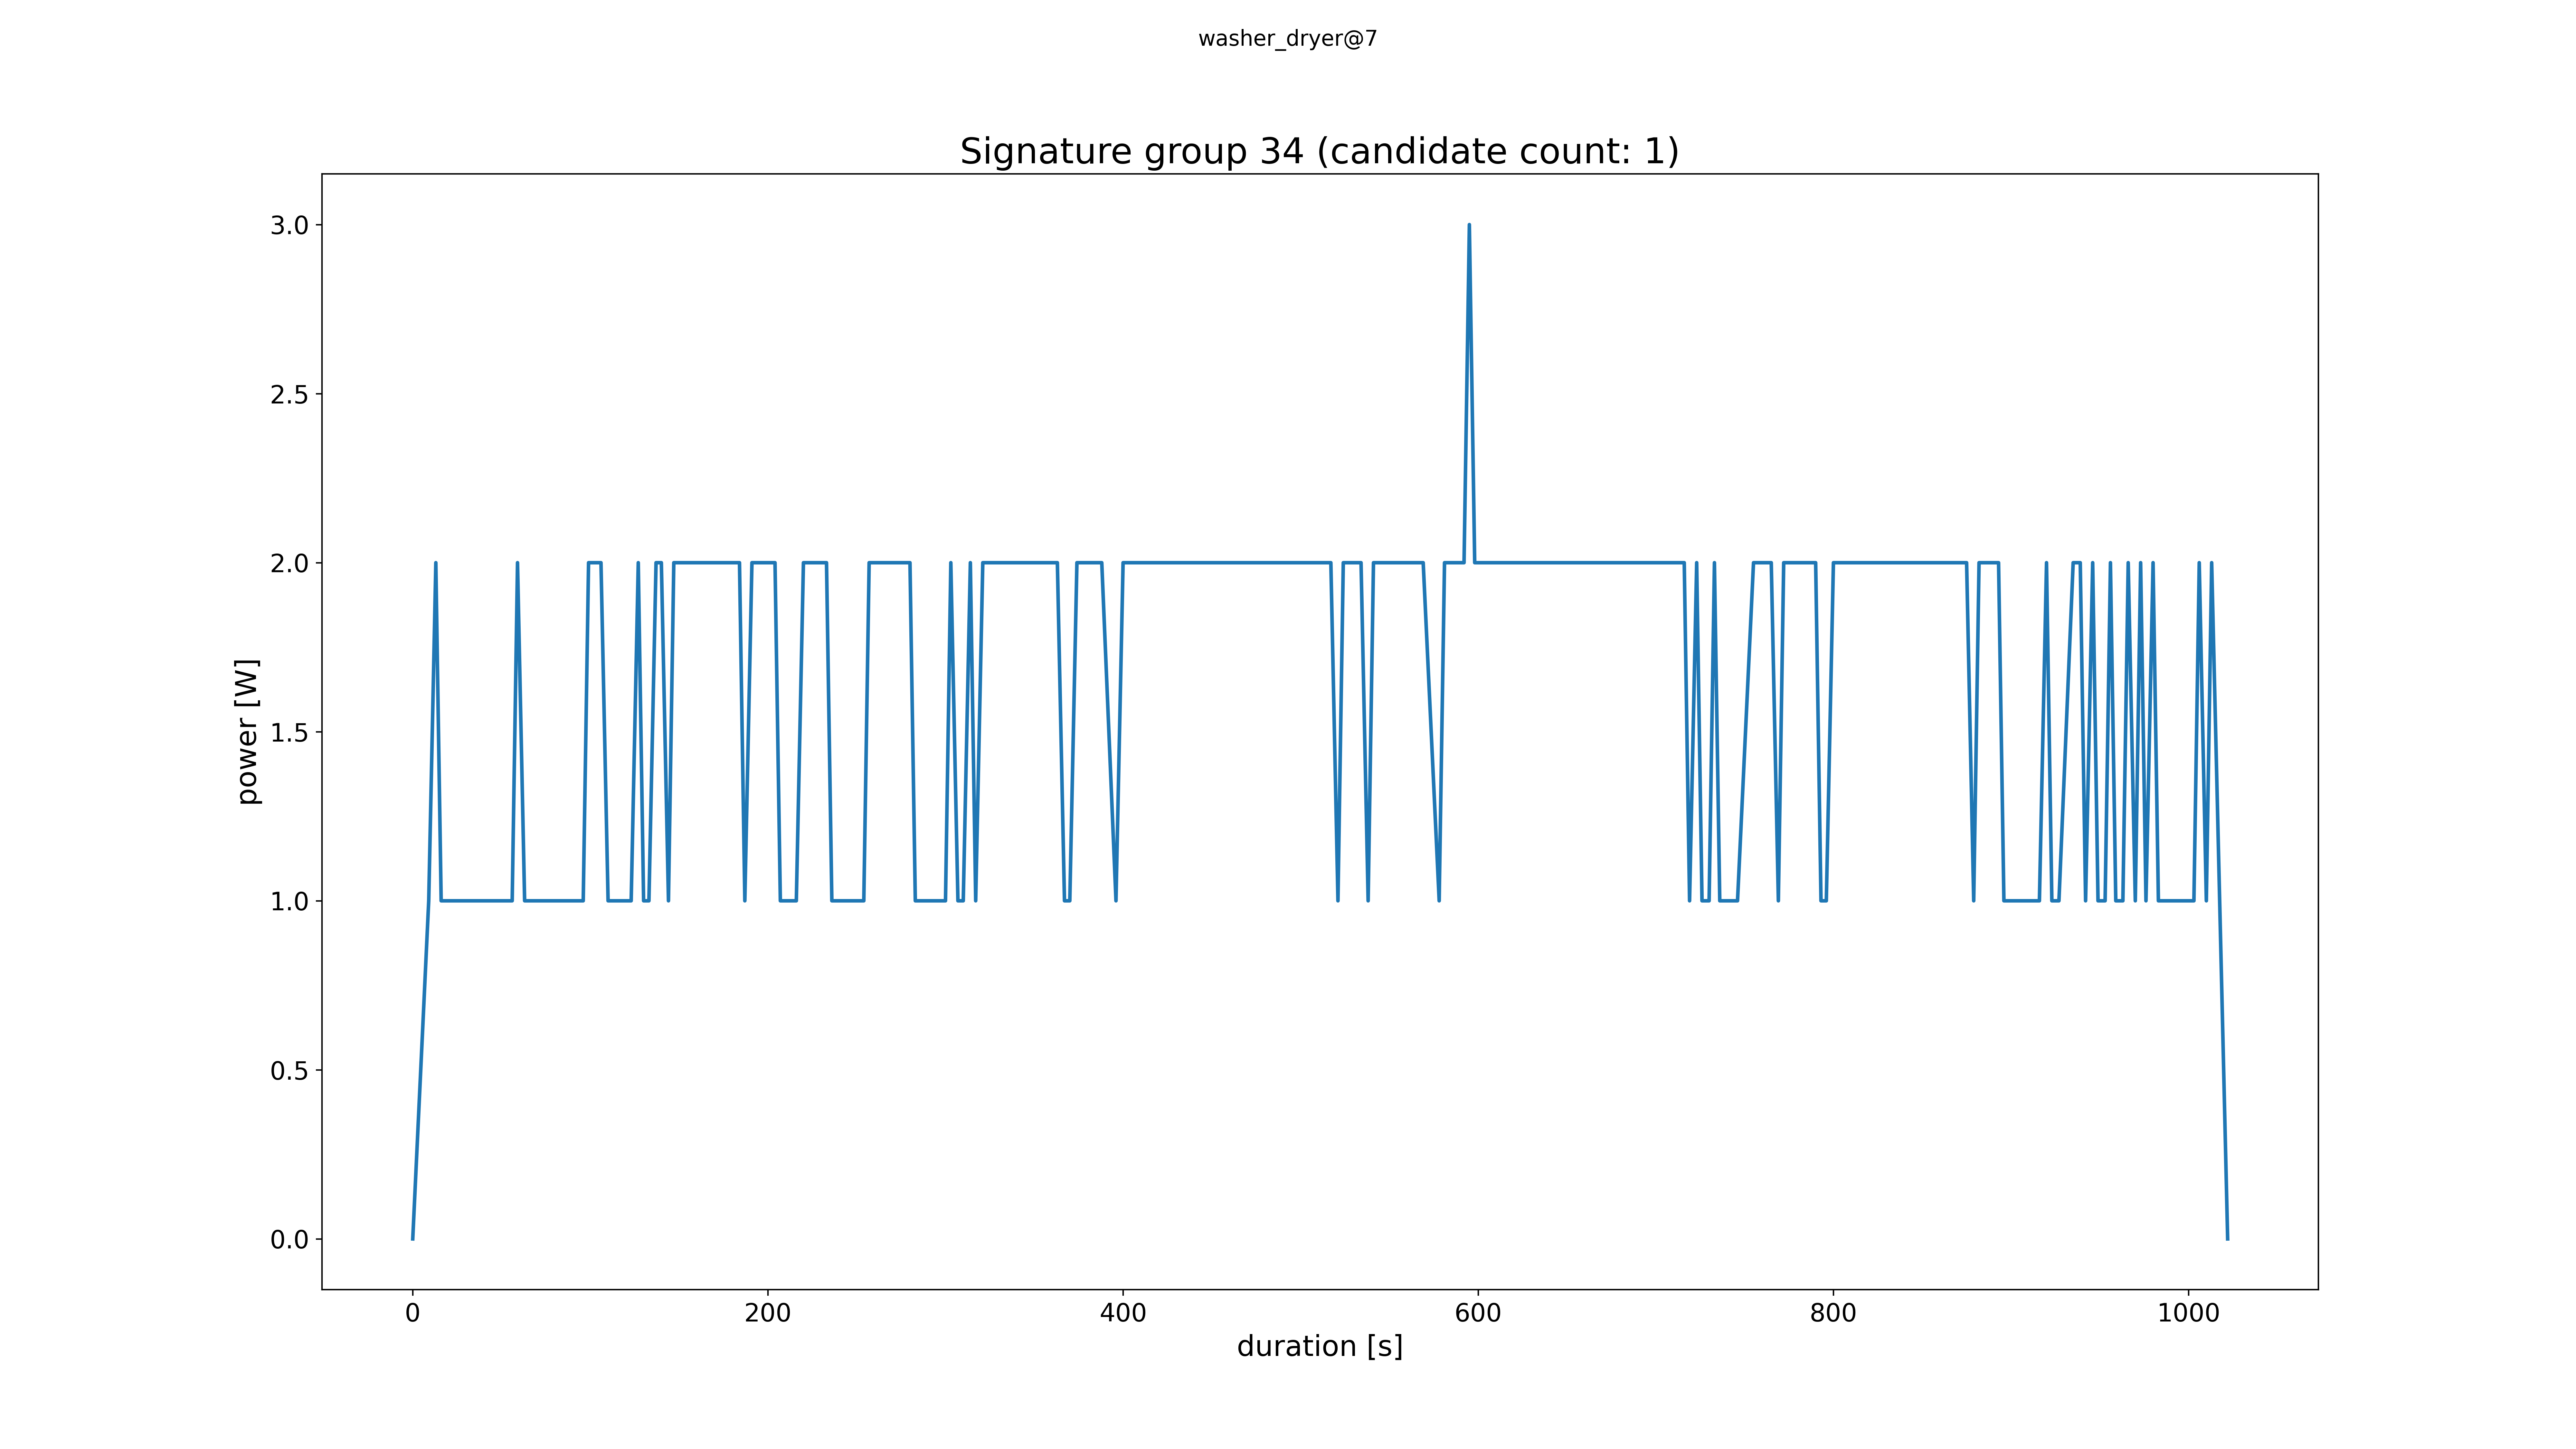 washer_dryer@7
Signature group 34 (candidate count: 1)
3.0
2.5
2.0
1.5
1.0
0.5
0.0
power [W]
0 200 400 600 800 1000
duration [s]